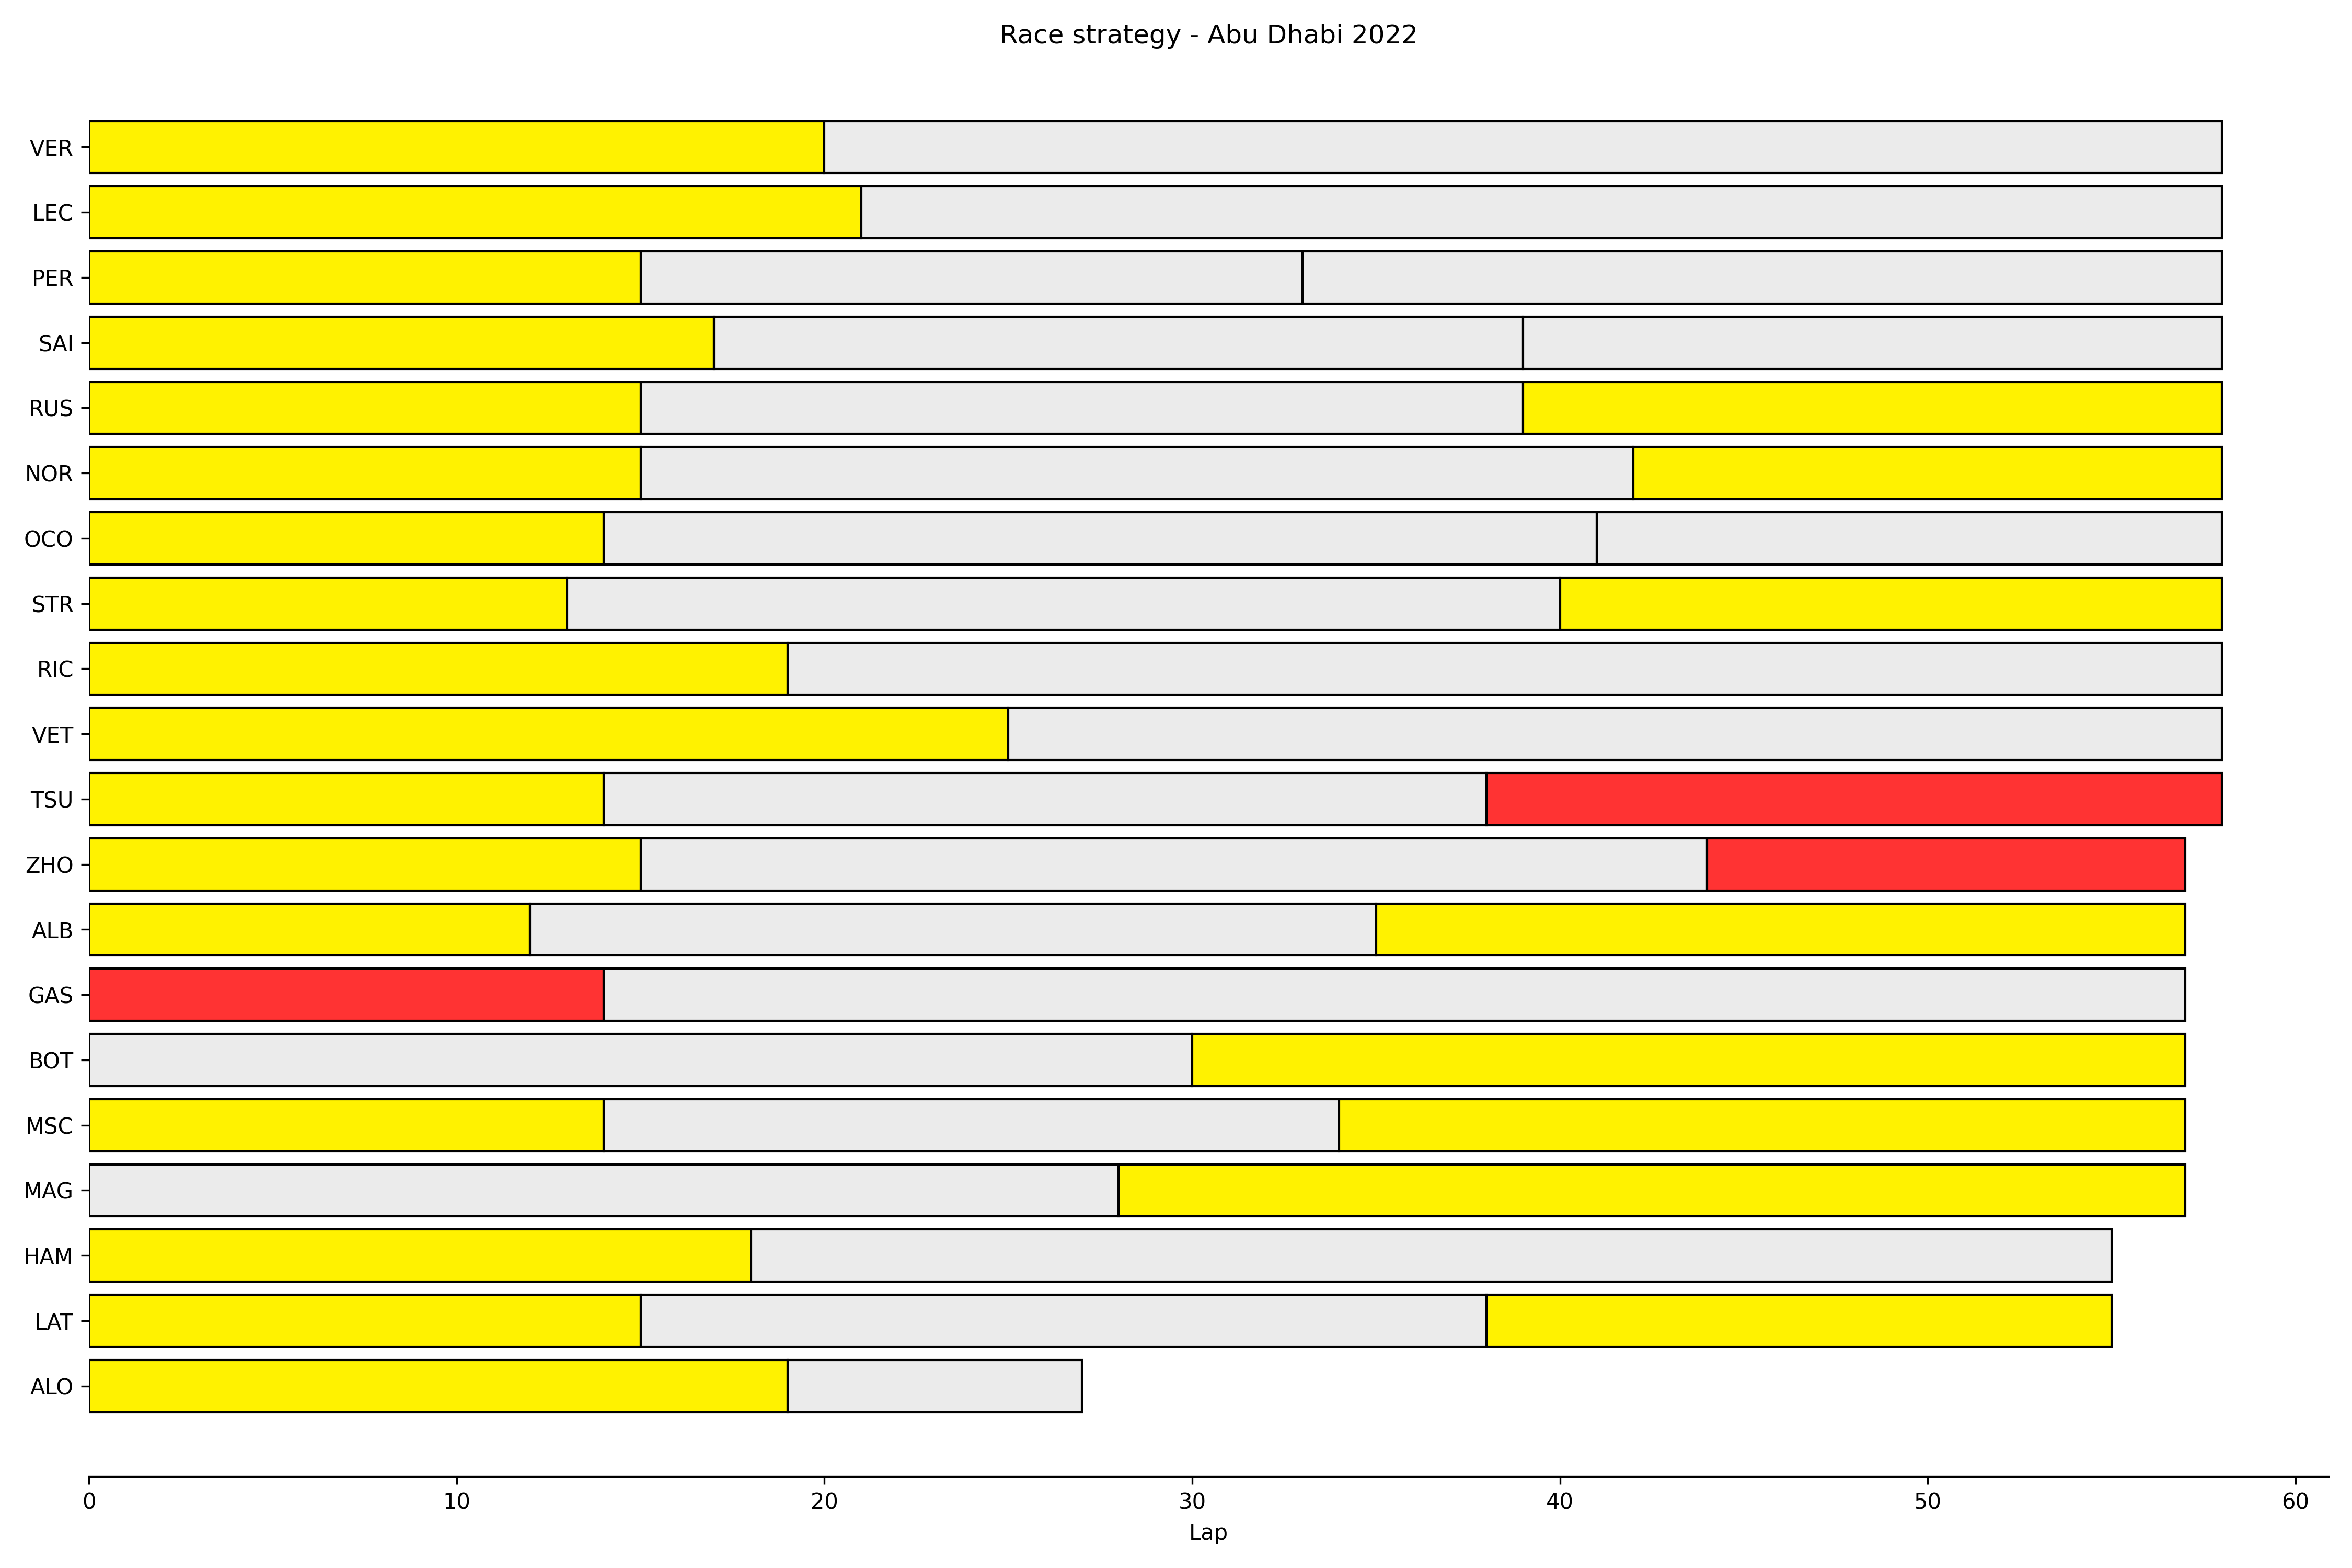 Race strategy - Abu Dhabi 2022
VER
LEC
PER
SAI
RUS
NOR
OCO
STR
RIC
VET
TSU
ZHO
ALB
GAS
BOT
MSC
MAG
HAM
LAT
ALO
0 10 20 30 40 50 60
Lap